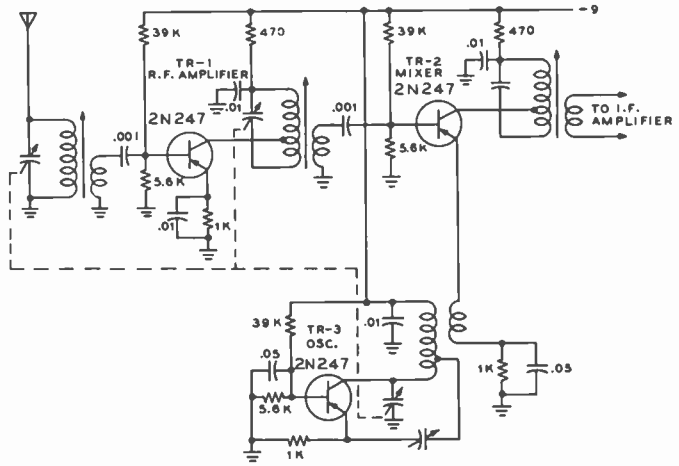 -9
39K
470
39K
470
TR-1
R.F. AMPLIFIER
.01
TR-2
MIXER
.01
2N247
2N247
TO I.F.
AMPLIFIER
.001
.001
5.6K
5.6K
.01
1K
39K
TR-3
OSC.
.01
.05
2N247
5.6K
1K
1K
.05